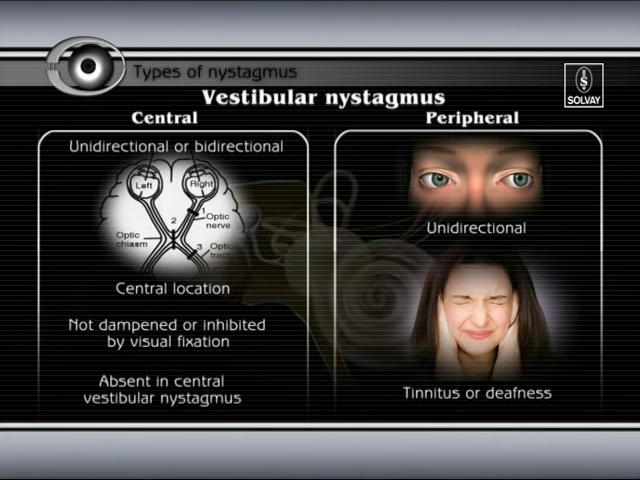 Types of nystagmus
Vestibular nystagmus
SOLVAY
Central
Peripheral
Unidirectional or bidirectional
Left
Right
1
Optic
nerve
2
Optic
chiasm
3
Central location
Not dampened or inhibited
by visual fixation
Absent in central
vestibular nystagmus
Unidirectional
Tinnitus or deafness